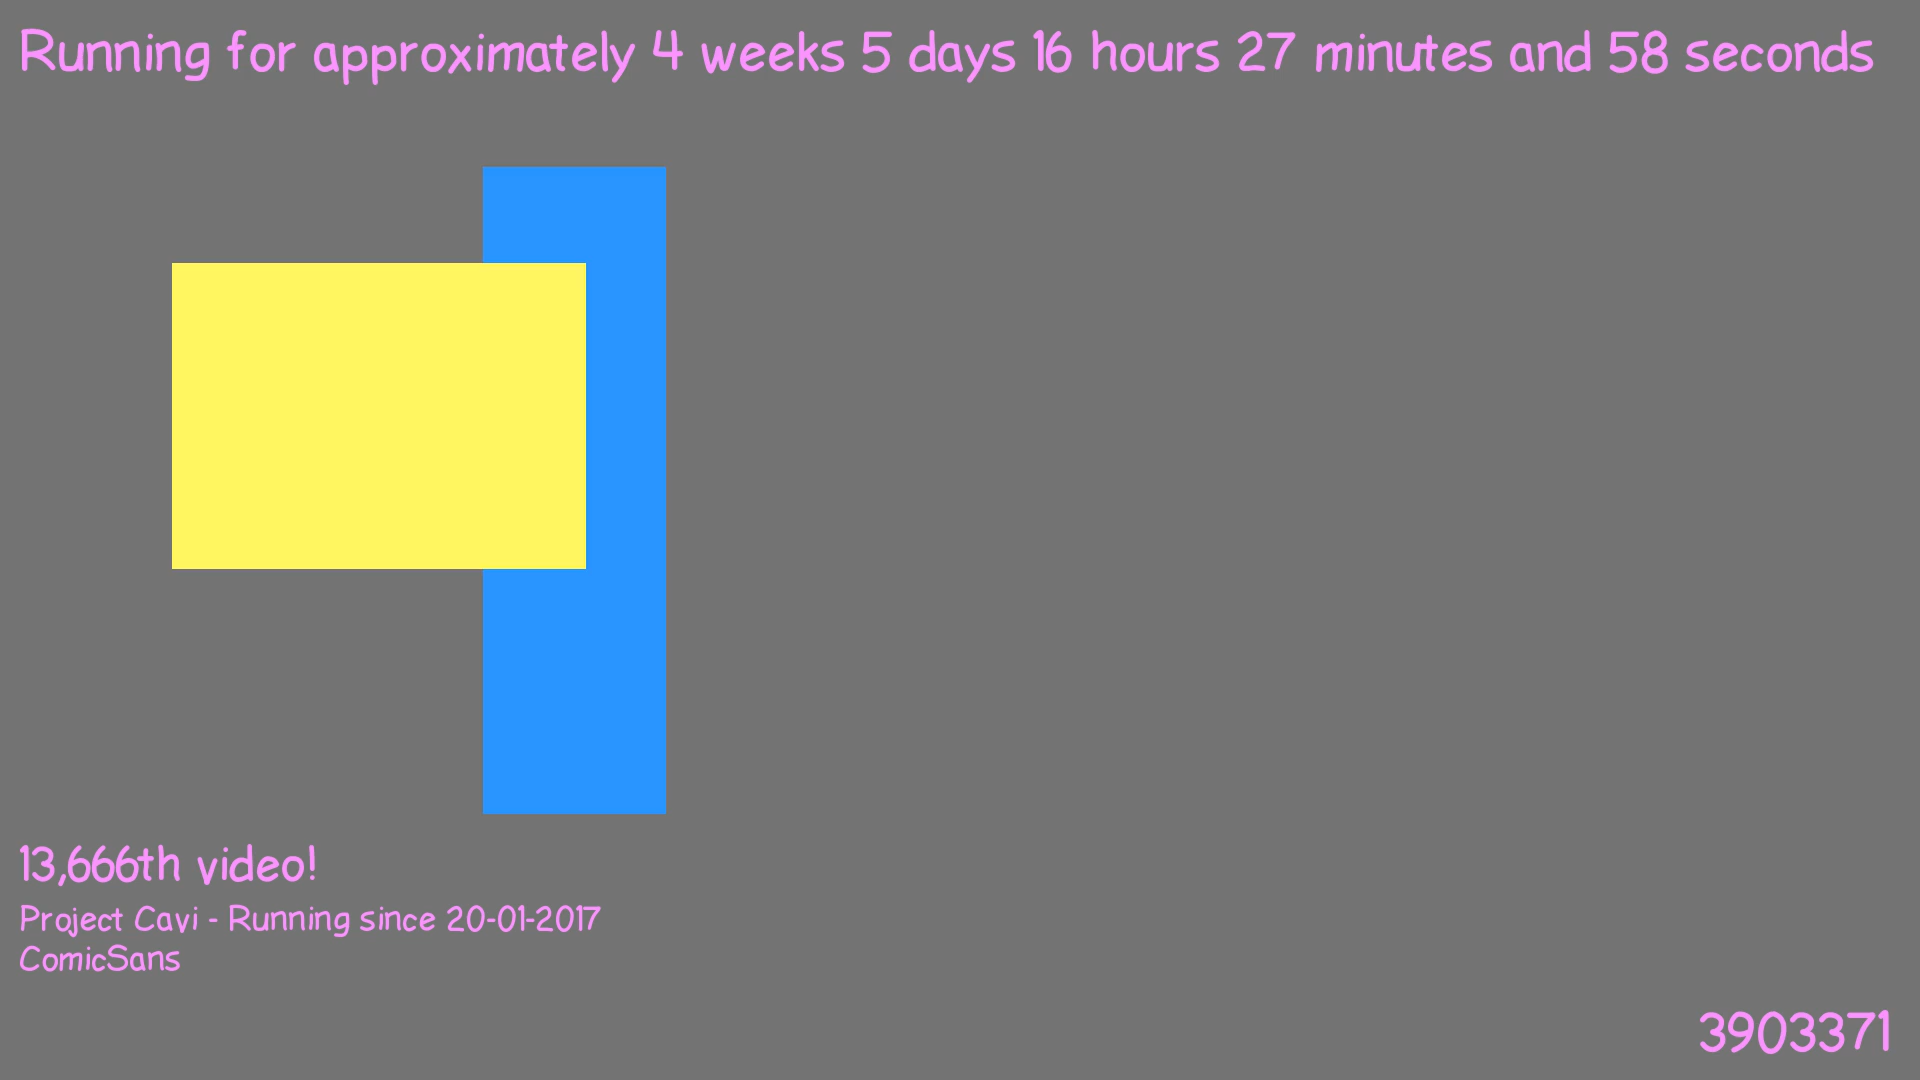 Running for approximately 4 weeks 5 days 16 hours 27 minutes and 58 seconds
13,666th video!
Project Cavi - Running since 20-01-2017
ComicSans
3903371